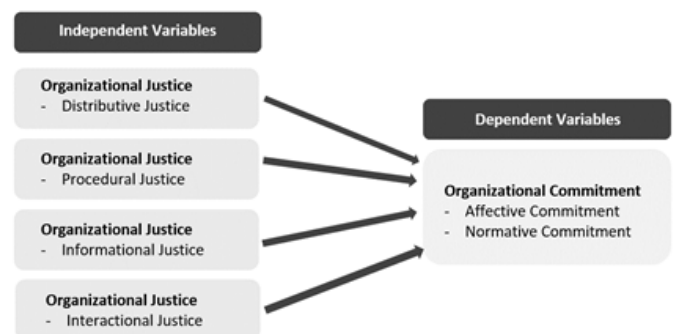 Independent Variables
Organizational Justice
- Distributive Justice
Organizational Justice
- Procedural Justice
Organizational Justice
- Informational Justice
Organizational Justice
- Interactional Justice
Dependent Variables
Organizational Commitment
- Affective Commitment
- Normative Commitment